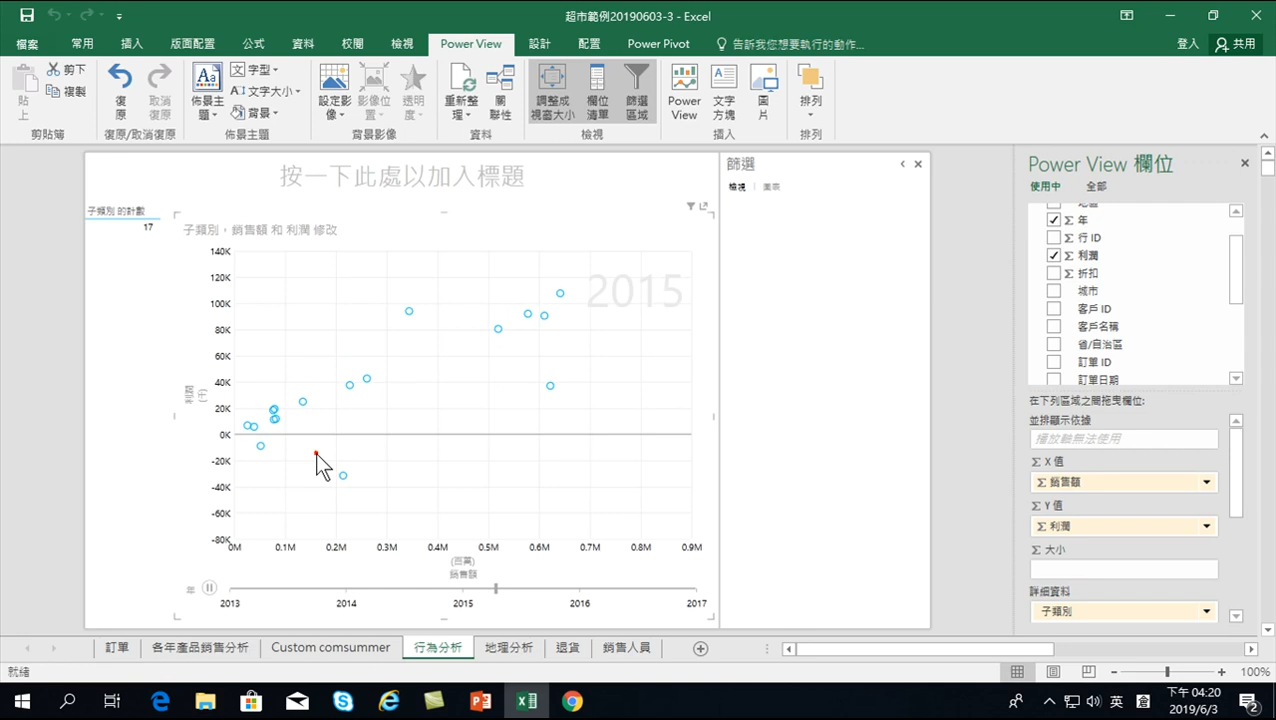 超市範例20190603-3 - Excel
檔案 常用 插入 版面配置 公式 資料 校閱 檢視 Power View 設計 配置 Power Pivot 告訴我您想要執行的動作... 登入 共用
貼上 剪下 複製 剪貼簿
復原 取消復原 復原/取消復原
佈景主題 字型 文字大小 背景 佈景主題
設定影像 影像位置 透明度 背景影像
重新整理 關聯性 資料
調整成視窗大小 欄位清單 篩選區域 檢視
Power View 文字方塊 圖片 插入
排列 排列
按一下此處以加入標題
子類別 的計數
17
子類別，銷售額 和 利潤 修改
2015
140K
120K
100K
80K
60K
40K
20K
0K
-20K
-40K
-60K
-80K
利潤
(千)
0M 0.1M 0.2M 0.3M 0.4M 0.5M 0.6M 0.7M 0.8M 0.9M
(百萬)
銷售額
年
2013 2014 2015 2016 2017
篩選
檢視 圖表
Power View 欄位
使用中 全部
地區
Σ 年
Σ 行 ID
Σ 利潤
Σ 折扣
城市
客戶 ID
客戶名稱
省/自治區
訂單 ID
訂單日期
在下列區域之間拖曳欄位:
並排顯示依據
播放軸無法使用
Σ X 值
Σ 銷售額
Σ Y 值
Σ 利潤
Σ 大小
詳細資料
子類別
訂單 各年產品銷售分析 Custom comsummer 行為分析 地理分析 退貨 銷售人員
就緒 100%
英 下午 04:20
2019/6/3
2